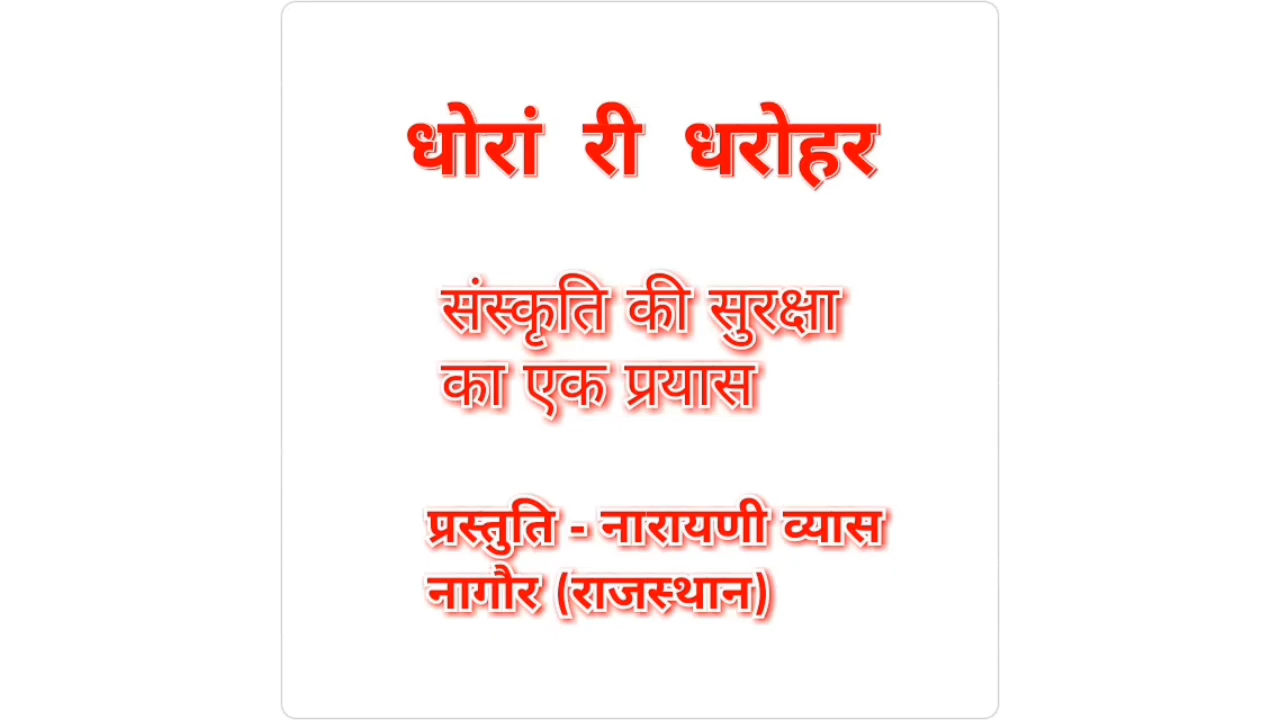 धोरां री धरोहर
संस्कृति की सुरक्षा
का एक प्रयास
प्रस्तुति - नारायणी व्यास
नागौर (राजस्थान)